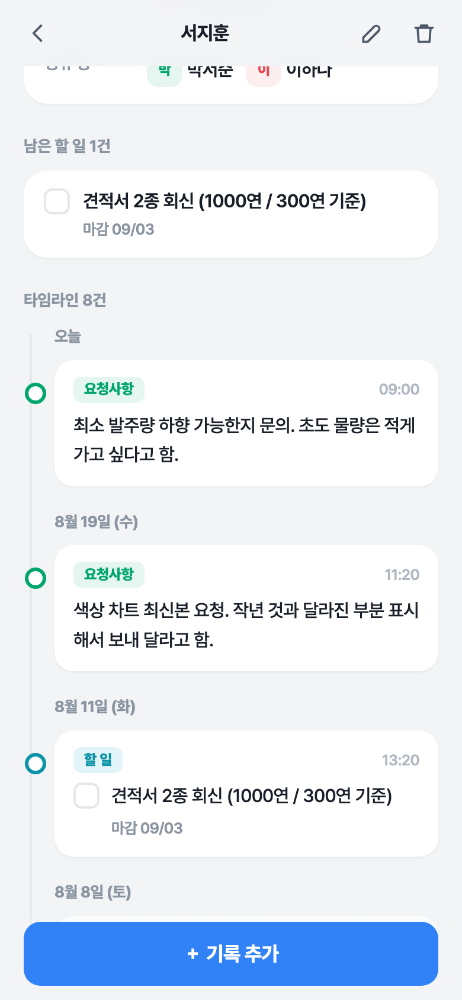 서지훈
박 박서준 이 이하나
남은 할 일 1건
견적서 2종 회신 (1000연 / 300연 기준)
마감 09/03
타임라인 8건
오늘
요청사항 09:00
최소 발주량 하향 가능한지 문의. 초도 물량은 적게
가고 싶다고 함.
8월 19일 (수)
요청사항 11:20
색상 차트 최신본 요청. 작년 것과 달라진 부분 표시
해서 보내 달라고 함.
8월 11일 (화)
할 일 13:20
견적서 2종 회신 (1000연 / 300연 기준)
마감 09/03
8월 8일 (토)
+ 기록 추가